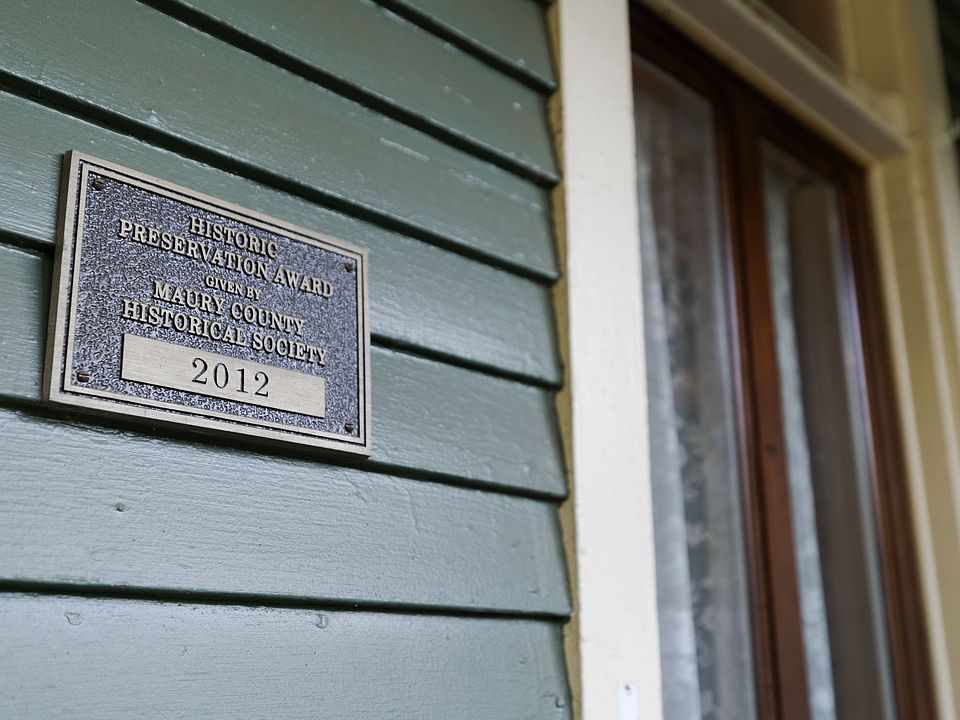 HISTORIC
PRESERVATION AWARD
GIVEN BY
MAURY COUNTY
HISTORICAL SOCIETY
2012